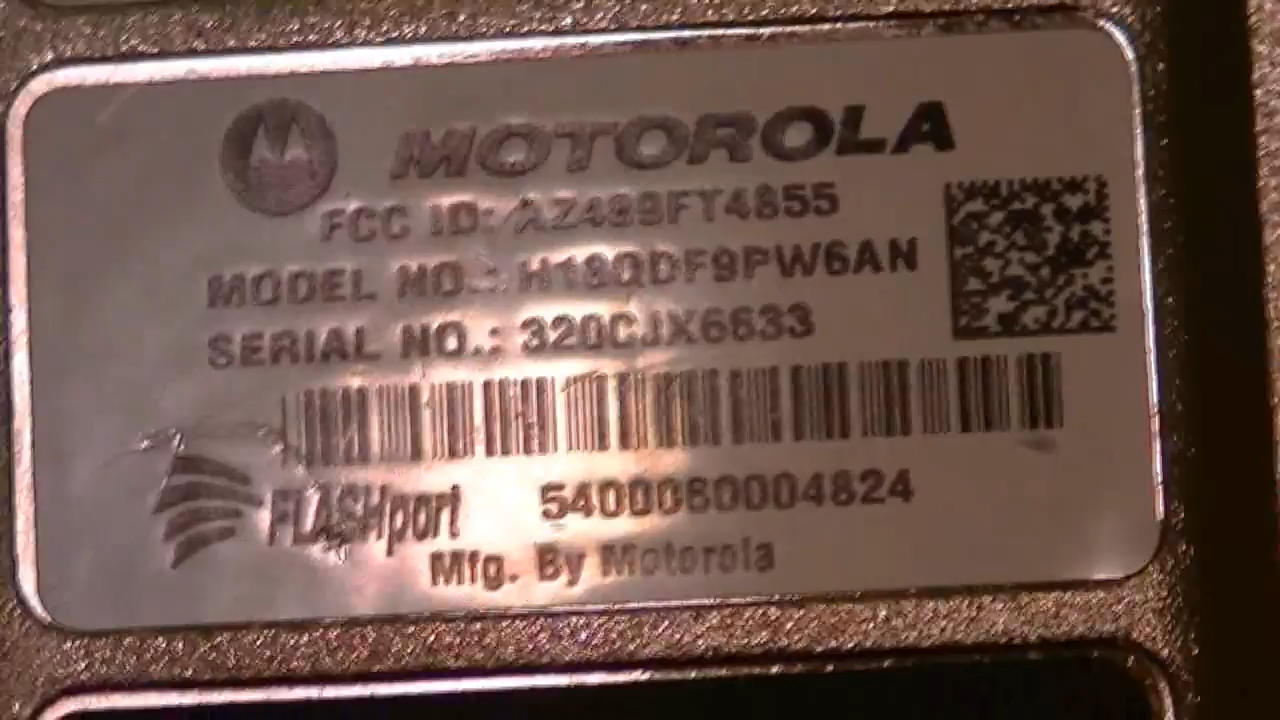 MOTOROLA
FCC ID: AZ489FT4855
MODEL NO.: H18QDF9PW6AN
SERIAL NO.: 320CJX6633
FLASHport 5400060004824
Mfg. By Motorola